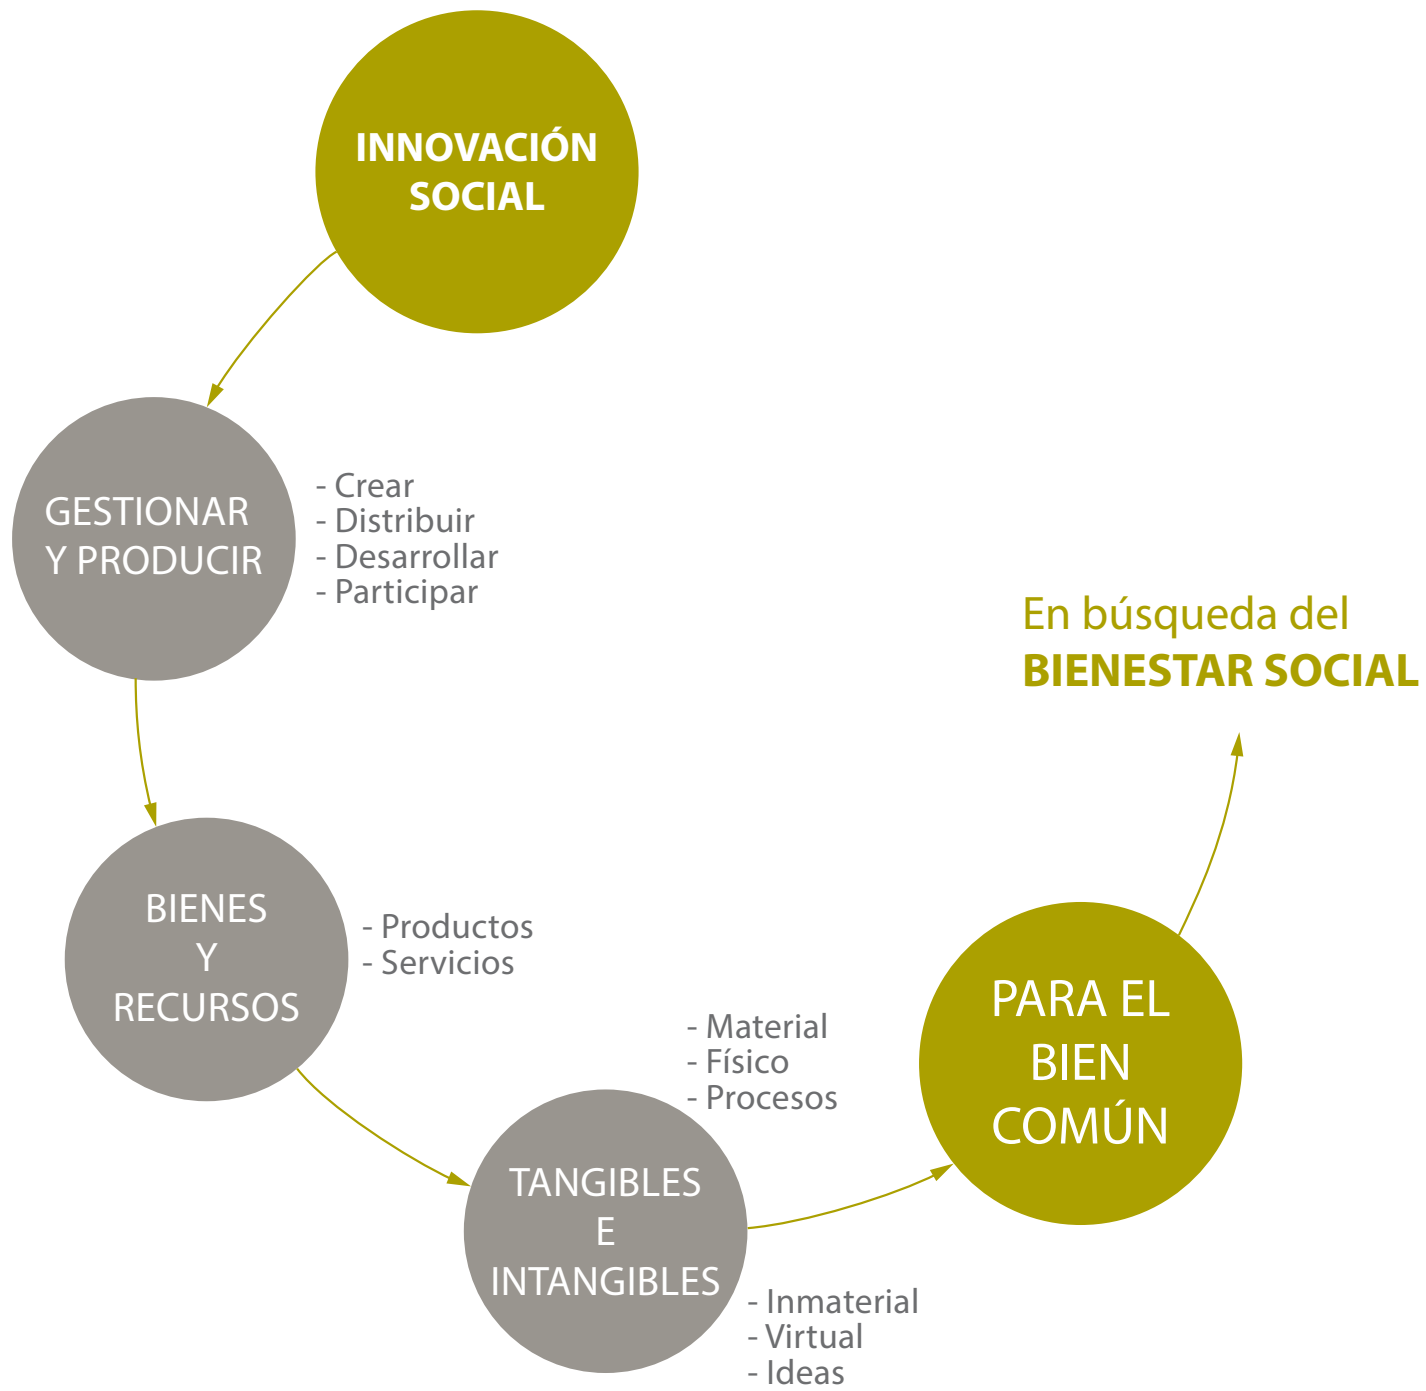 INNOVACIÓN
SOCIAL
GESTIONAR
Y PRODUCIR
- Crear
- Distribuir
- Desarrollar
- Participar
BIENES
Y
RECURSOS
- Productos
- Servicios
TANGIBLES
E
INTANGIBLES
- Material
- Físico
- Procesos
- Inmaterial
- Virtual
- Ideas
PARA EL
BIEN
COMÚN
En búsqueda del
BIENESTAR SOCIAL